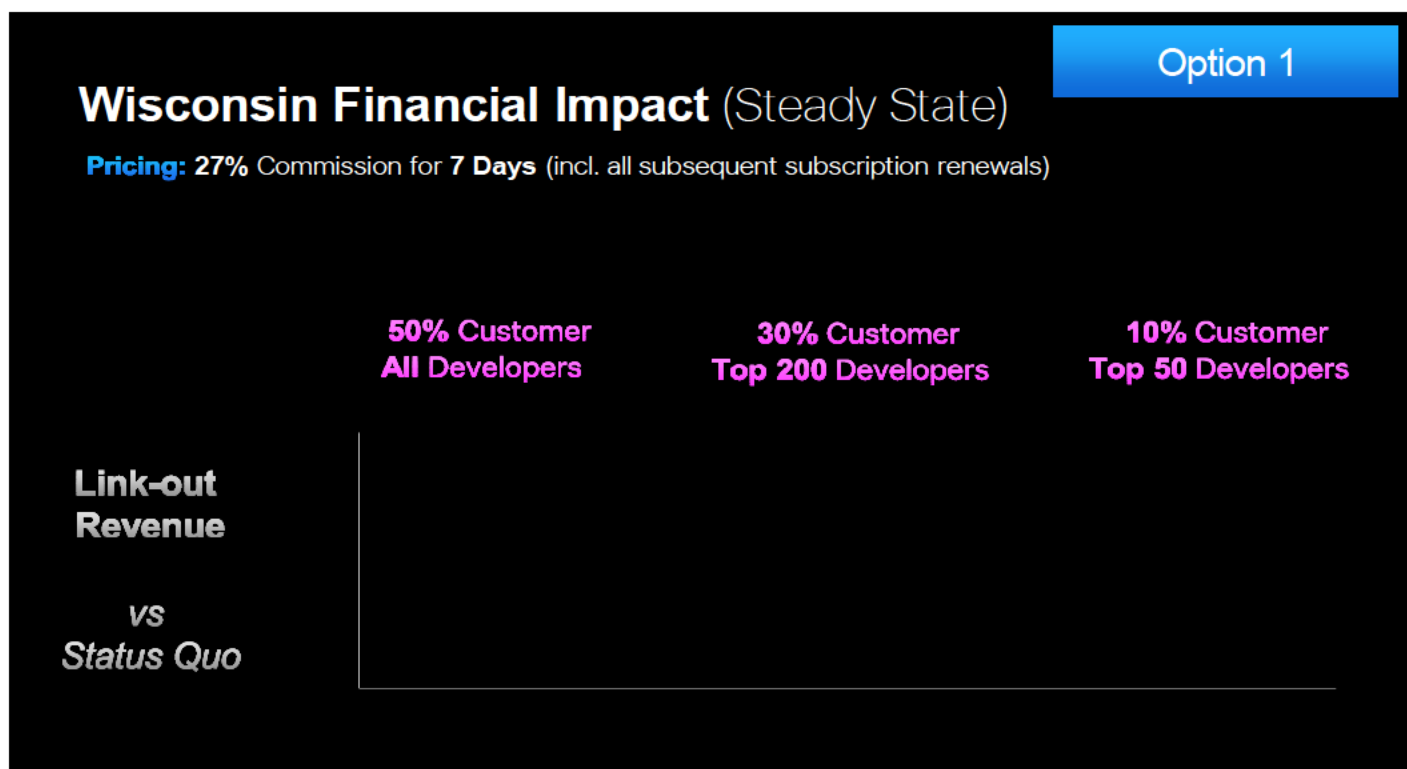 Option 1
Wisconsin Financial Impact (Steady State)
Pricing: 27% Commission for 7 Days (incl. all subsequent subscription renewals)
50% Customer
All Developers
30% Customer
Top 200 Developers
10% Customer
Top 50 Developers
Link-out
Revenue
vs
Status Quo